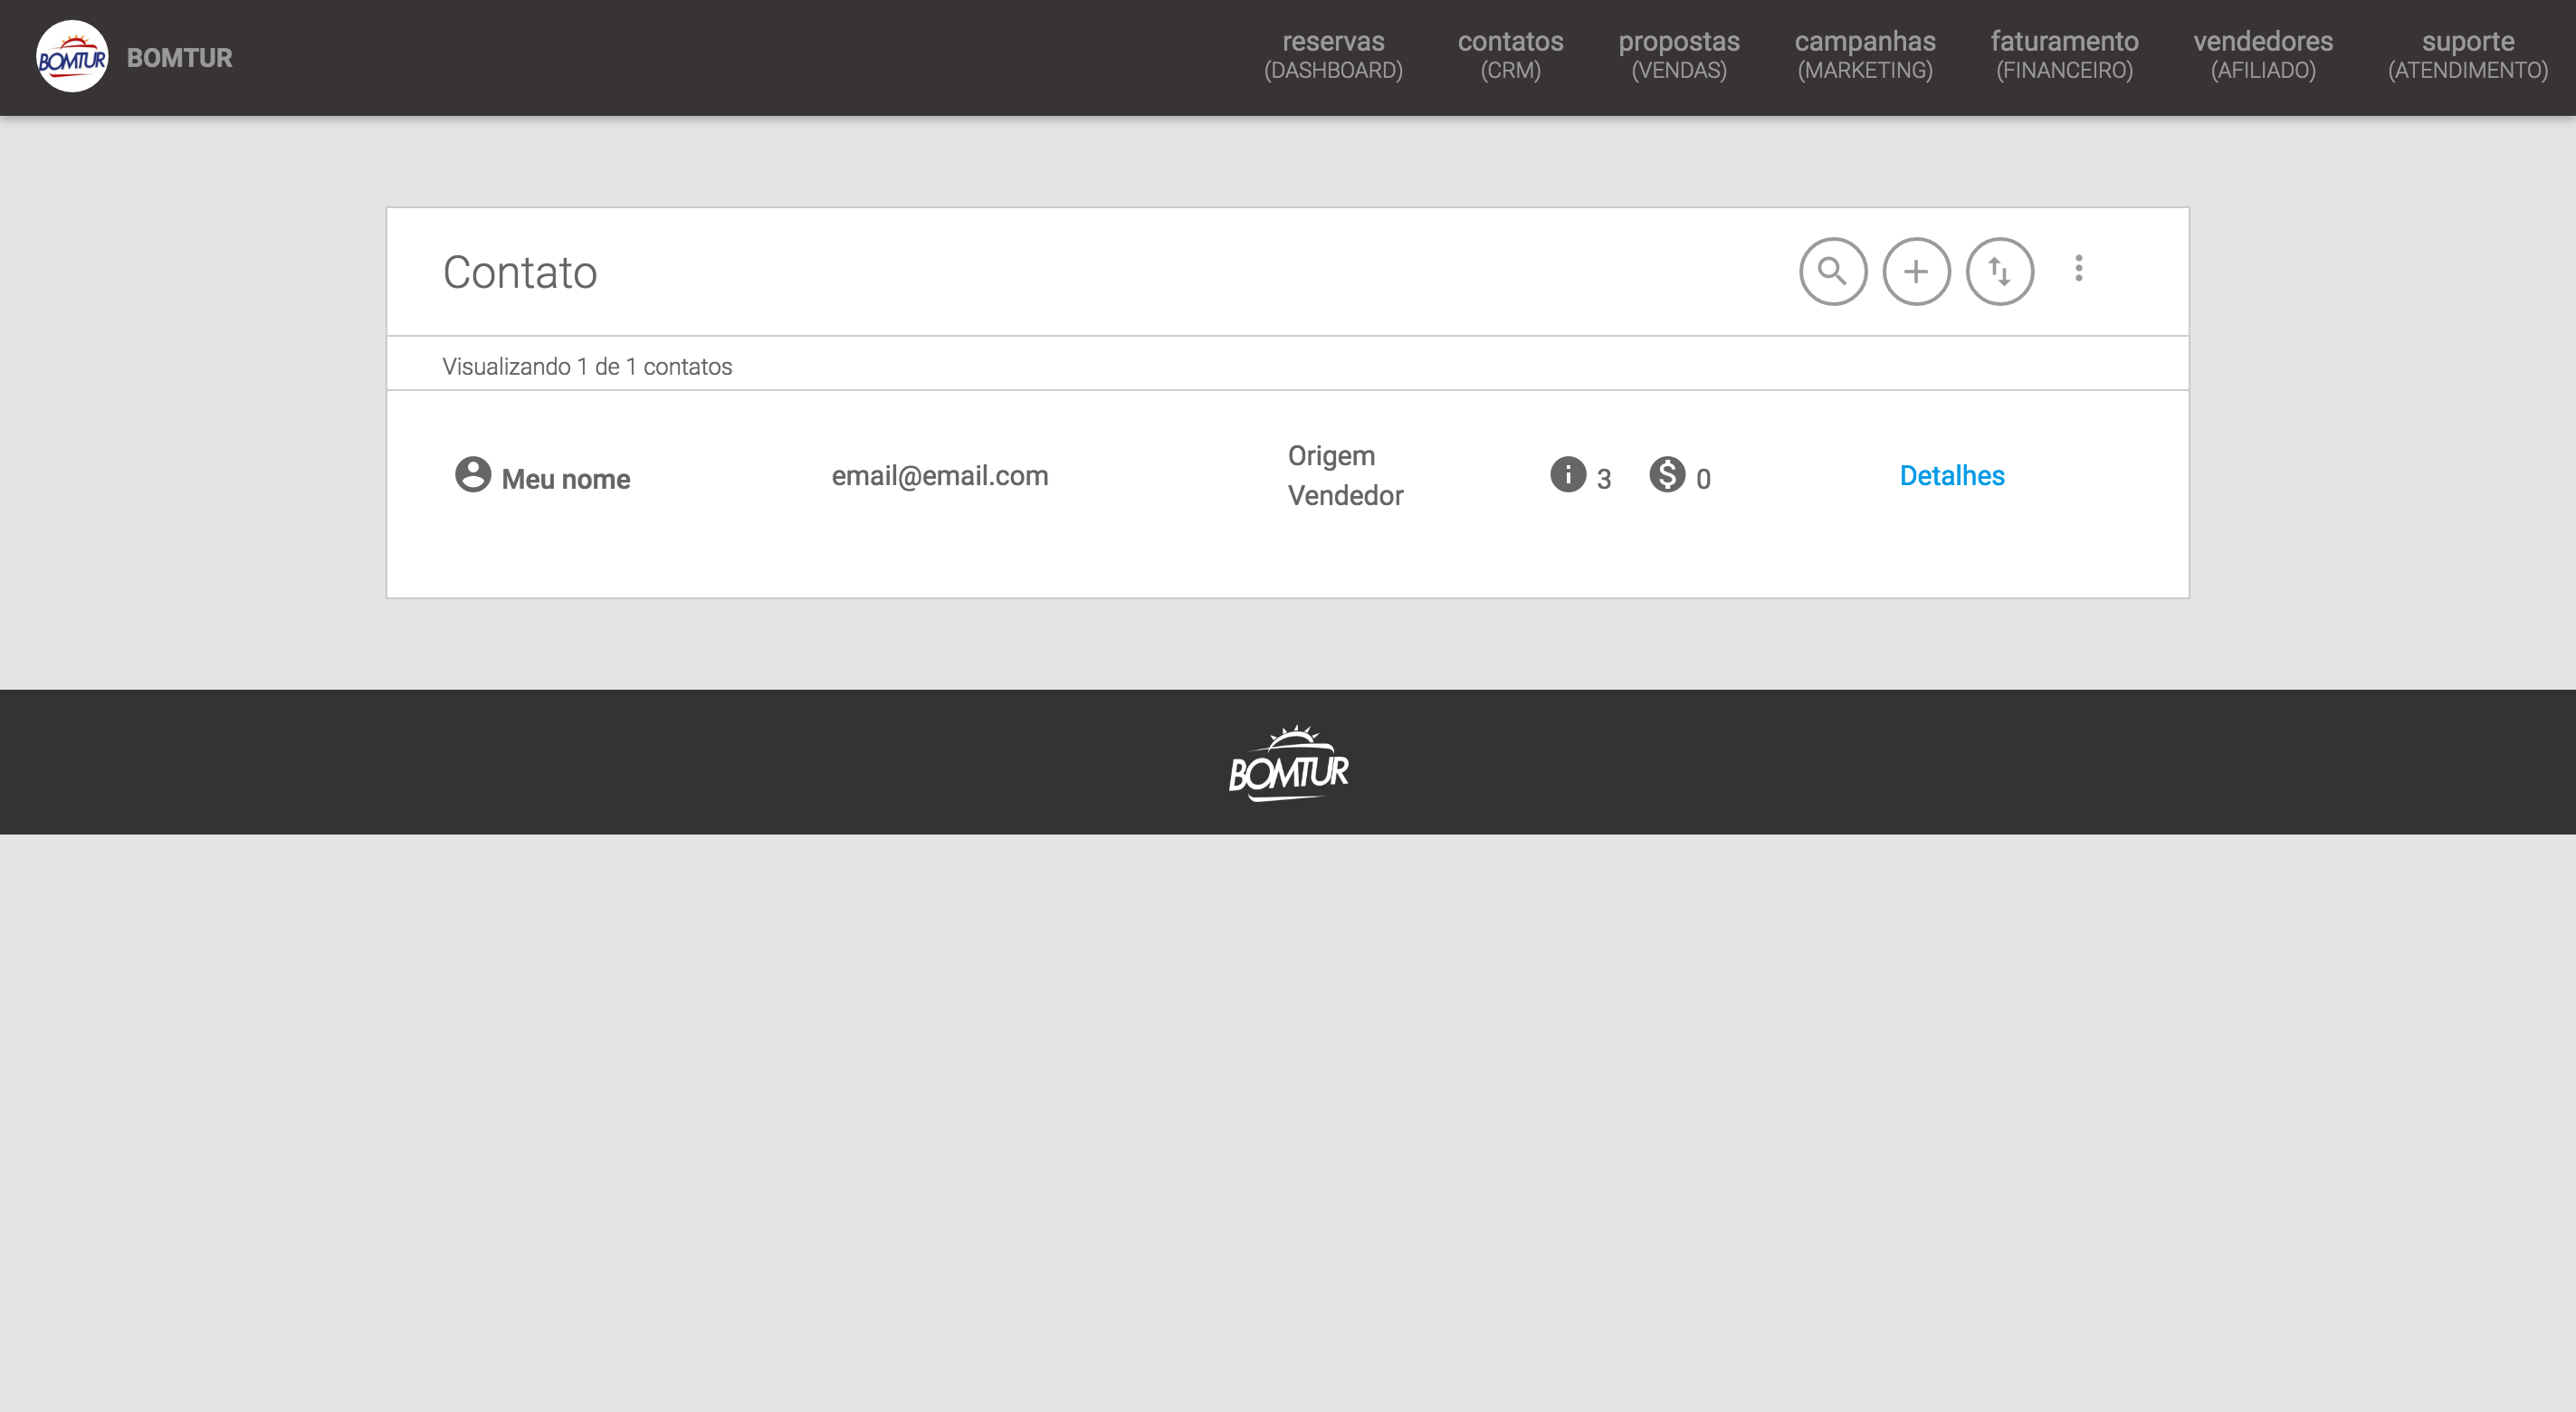 BOMTUR
BOMTUR
reservas
(DASHBOARD)
contatos
(CRM)
propostas
(VENDAS)
campanhas
(MARKETING)
faturamento
(FINANCEIRO)
vendedores
(AFILIADO)
suporte
(ATENDIMENTO)
Contato
Visualizando 1 de 1 contatos
Meu nome
email@email.com
Origem
Vendedor
3
0
Detalhes
BOMTUR